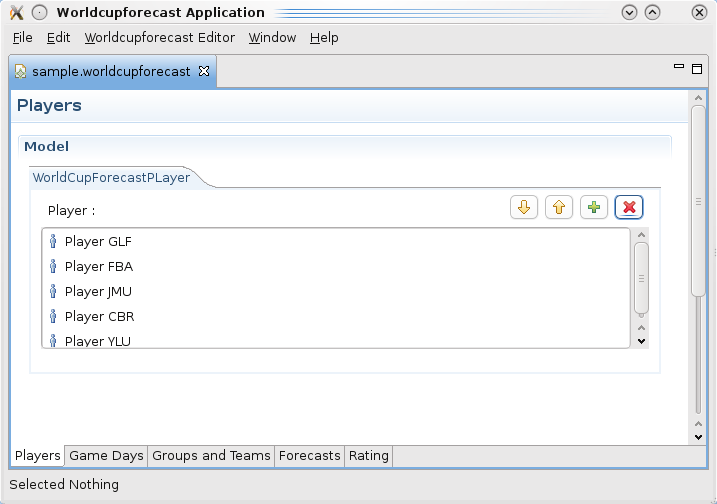 Worldcupforecast Application
File Edit Worldcupforecast Editor Window Help
sample.worldcupforecast
Players
Model
WorldCupForecastPLayer
Player :
Player GLF
Player FBA
Player JMU
Player CBR
Player YLU
Players Game Days Groups and Teams Forecasts Rating
Selected Nothing